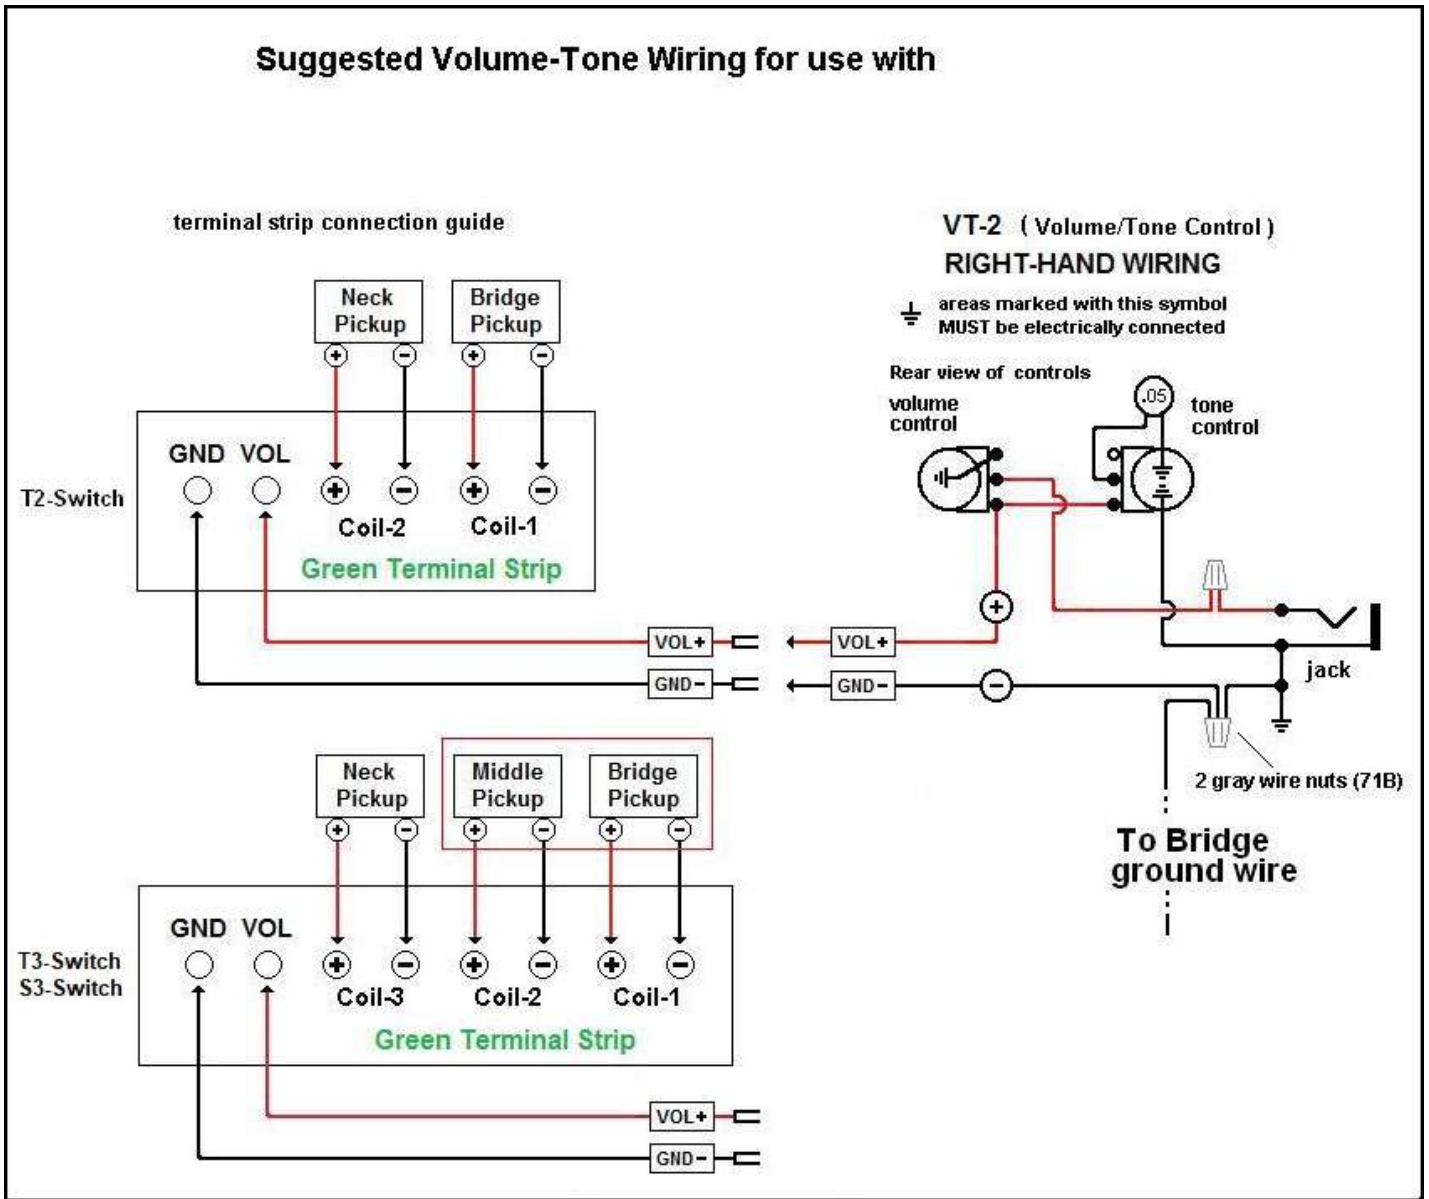 Suggested Volume-Tone Wiring for use with
terminal strip connection guide
Neck
Pickup
Bridge
Pickup
+
−
+
−
GND VOL
+
−
+
−
T2-Switch
Coil-2
Coil-1
Green Terminal Strip
VOL+
GND−
VT-2 ( Volume/Tone Control )
RIGHT-HAND WIRING
areas marked with this symbol
MUST be electrically connected
Rear view of controls
volume
control
.05
tone
control
+
VOL+
GND−
−
jack
2 gray wire nuts (71B)
To Bridge
ground wire
Neck
Pickup
Middle
Pickup
Bridge
Pickup
+
−
+
−
+
−
GND VOL
+
−
+
−
+
−
T3-Switch
S3-Switch
Coil-3
Coil-2
Coil-1
Green Terminal Strip
VOL+
GND−